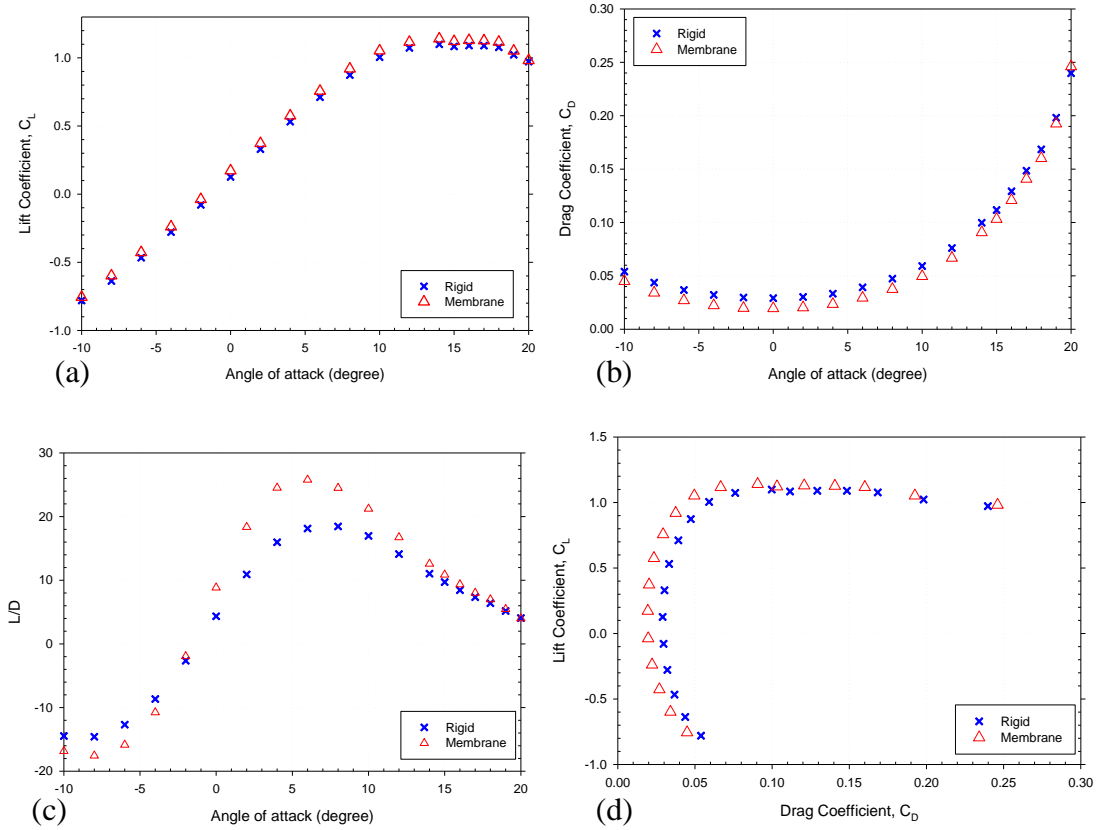 1.0
0.5
0.0
-0.5
-1.0
Lift Coefficient, CL
Rigid
Membrane
-10 -5 0 5 10 15 20
Angle of attack (degree)
(a)
0.30
0.25
0.20
0.15
0.10
0.05
0.00
Drag Coefficient, CD
Rigid
Membrane
-10 -5 0 5 10 15 20
Angle of attack (degree)
(b)
30
20
10
0
-10
-20
L/D
Rigid
Membrane
-10 -5 0 5 10 15 20
Angle of attack (degree)
(c)
1.5
1.0
0.5
0.0
-0.5
-1.0
Lift Coefficient, CL
Rigid
Membrane
0.00 0.05 0.10 0.15 0.20 0.25 0.30
Drag Coefficient, CD
(d)